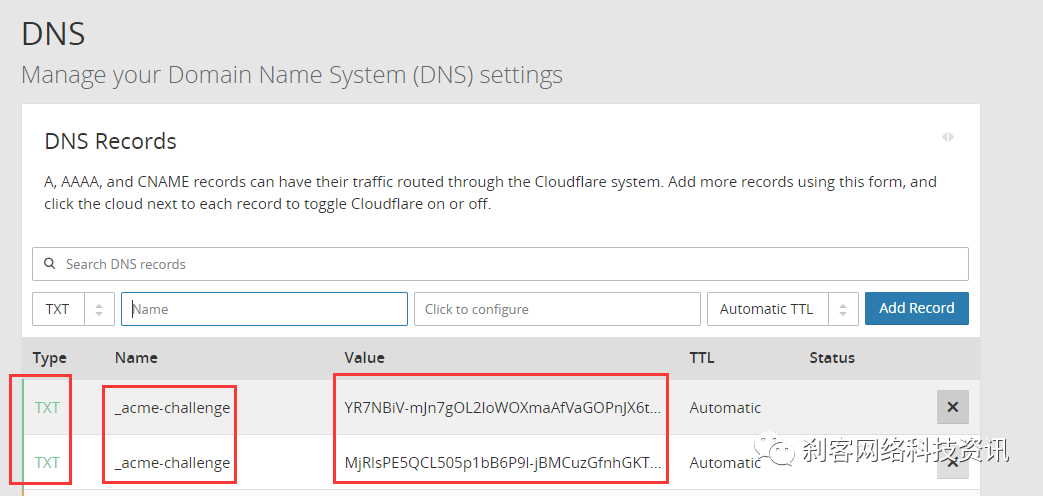 DNS
Manage your Domain Name System (DNS) settings
DNS Records
A, AAAA, and CNAME records can have their traffic routed through the Cloudflare system. Add more records using this form, and
click the cloud next to each record to toggle Cloudflare on or off.
Search DNS records
TXT Name Click to configure Automatic TTL Add Record
Type Name Value TTL Status
TXT _acme-challenge YR7NBiV-mJn7gOL2IoWOXmaAfVaGOPnJX6t... Automatic
TXT _acme-challenge MjRlsPE5QCL505p1bB6P9l-jBMCuzGfnhGKT... Automatic
刹客网络科技资讯